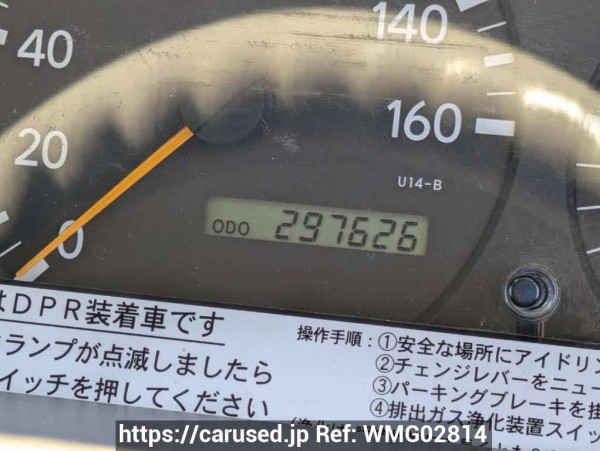 40
20
0
140
160
U14-B
ODO 297626
はDPR装着車です
ランプが点滅しましたら
イッチを押してください
操作手順：①安全な場所にアイドリン
②チェンジレバーをニュー
③パーキングブレーキを掛
④排出ガス浄化装置スイッ
https://carused.jp Ref: WMG02814